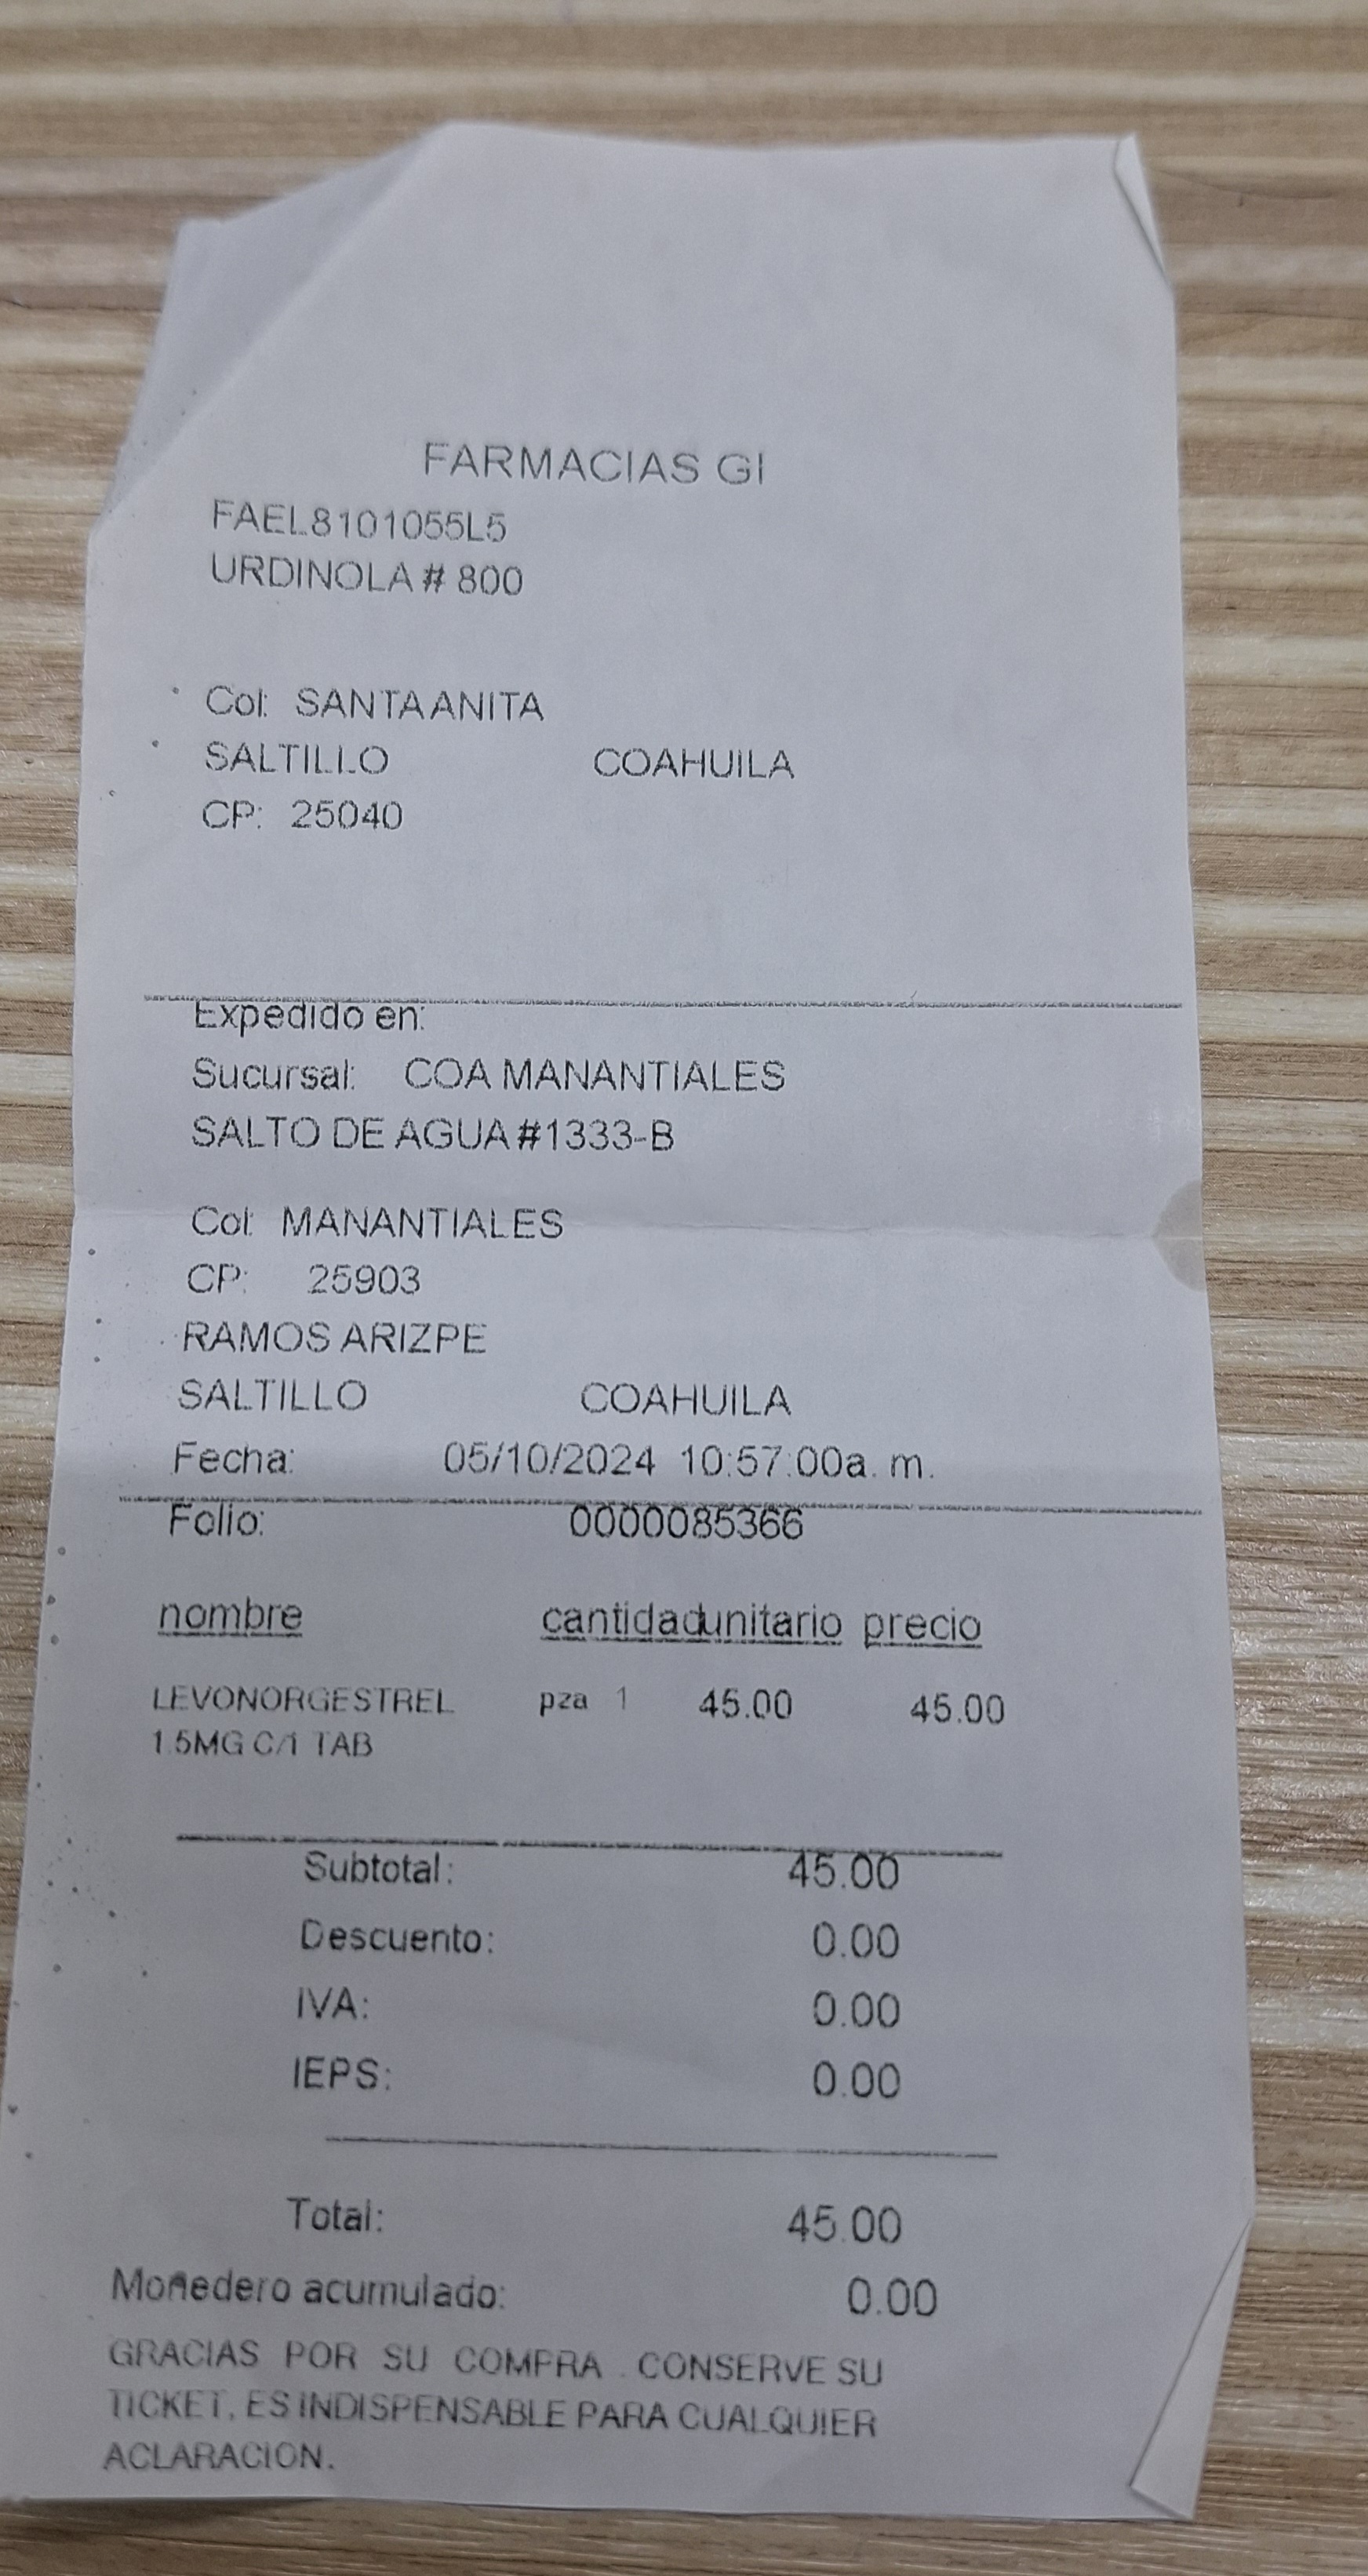 FARMACIAS GI
FAEL8101055L5
URDINOLA # 800
Col: SANTA ANITA
SALTILLO COAHUILA
CP: 25040
Expedido en:
Sucursal: COA MANANTIALES
SALTO DE AGUA #1333-B
Col: MANANTIALES
CP: 25903
RAMOS ARIZPE
SALTILLO COAHUILA
Fecha: 05/10/2024 10:57:00a. m.
Folio: 0000085366
nombre cantidad unitario precio
LEVONORGESTREL pza 1 45.00 45.00
1.5MG C/1 TAB
Subtotal: 45.00
Descuento: 0.00
IVA: 0.00
IEPS: 0.00
Total: 45.00
Monedero acumulado: 0.00
GRACIAS POR SU COMPRA . CONSERVE SU
TICKET, ES INDISPENSABLE PARA CUALQUIER
ACLARACION.